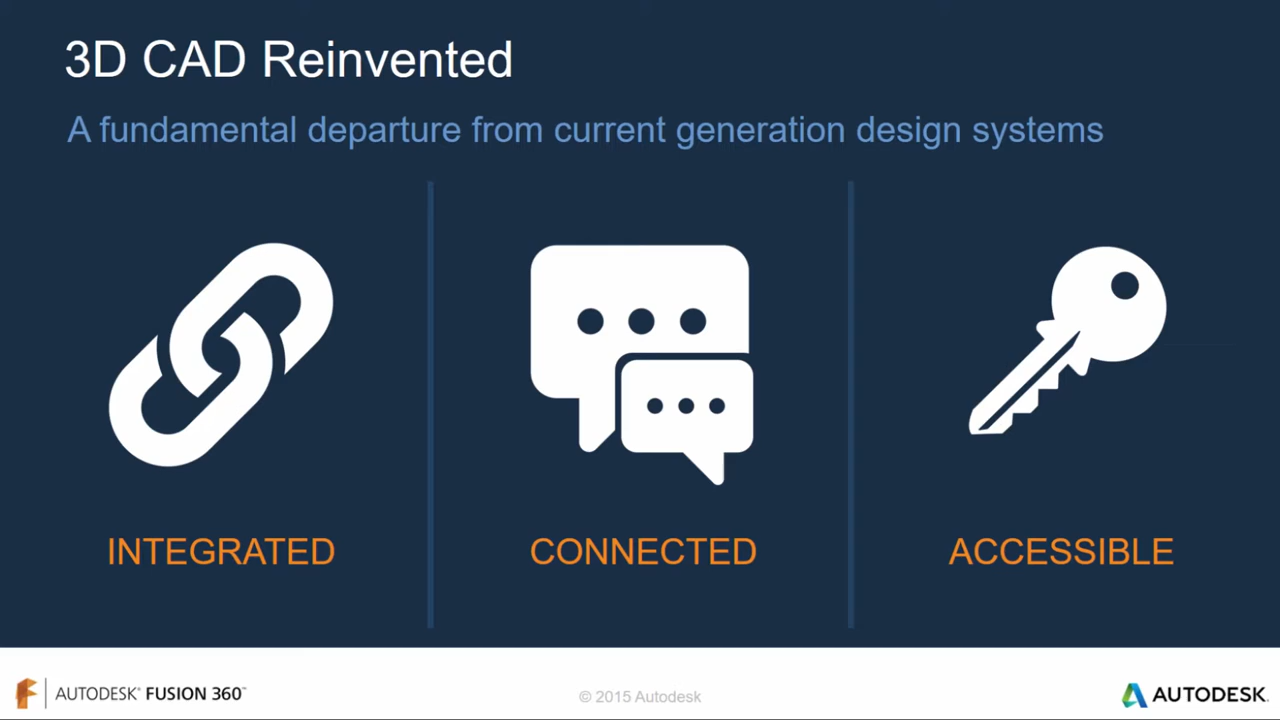 3D CAD Reinvented
A fundamental departure from current generation design systems
INTEGRATED
CONNECTED
ACCESSIBLE
AUTODESK® FUSION 360™
© 2015 Autodesk
AUTODESK.